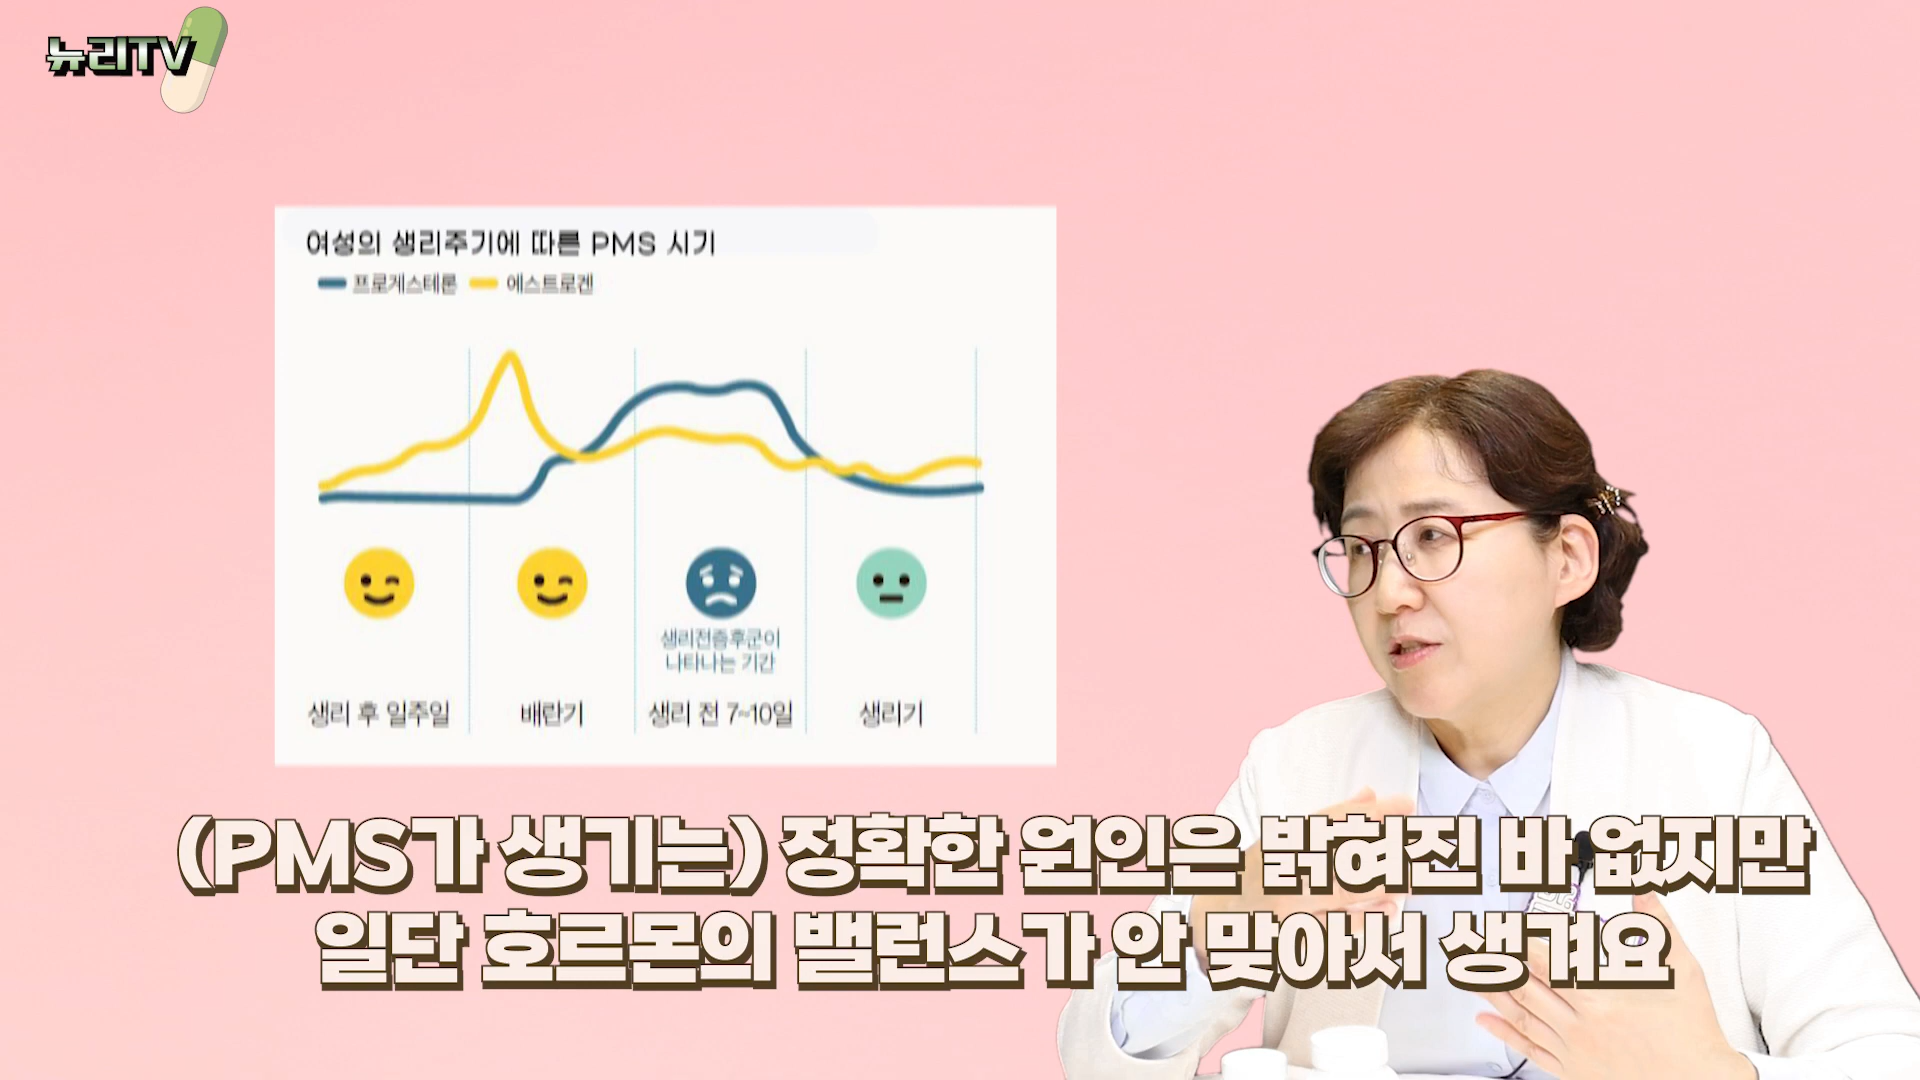 뉴리TV
여성의 생리주기에 따른 PMS 시기
프로게스테론 에스트로겐
생리전증후군이
나타나는 기간
생리 후 일주일 배란기 생리 전 7~10일 생리기
(PMS가 생기는) 정확한 원인은 밝혀진 바 없지만
일단 호르몬의 밸런스가 안 맞아서 생겨요